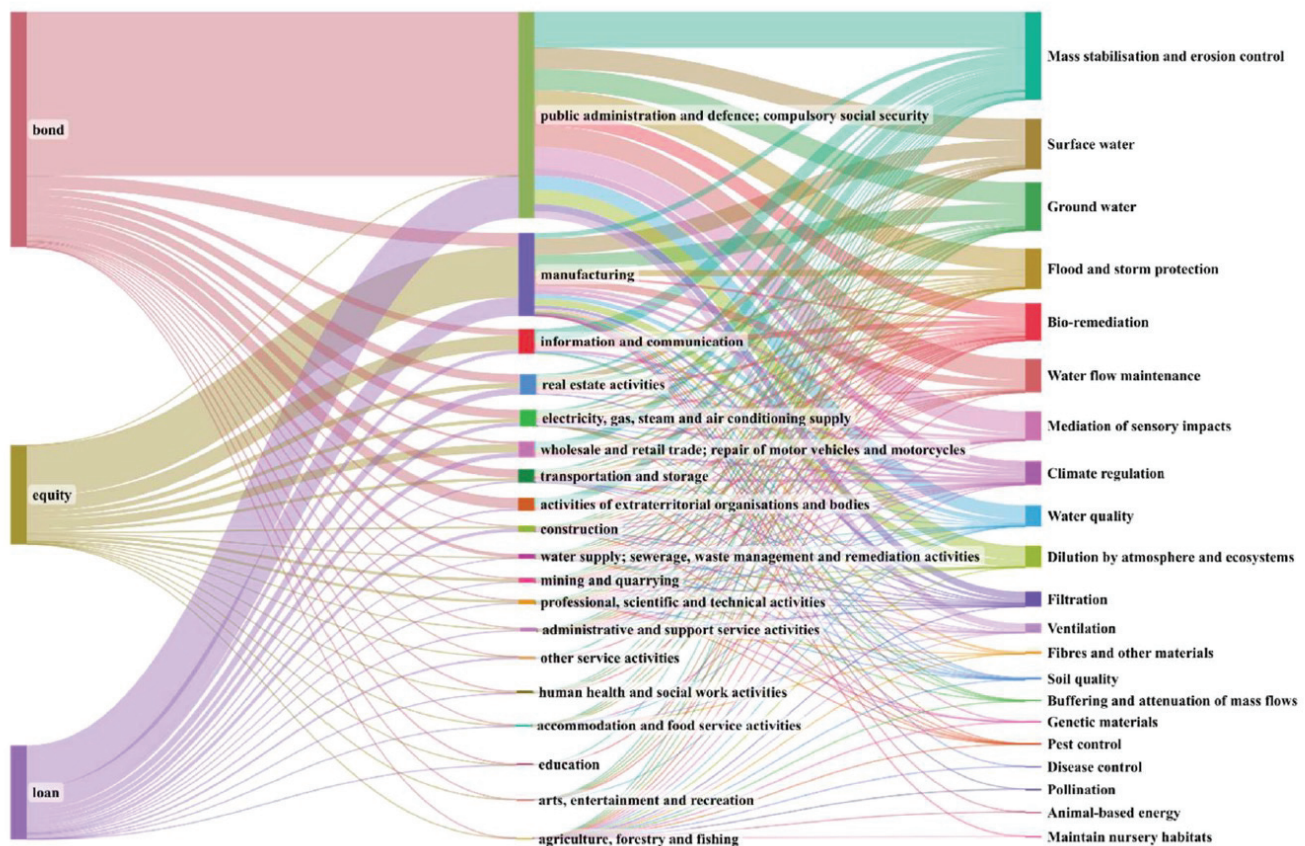 bond
equity
loan
public administration and defence; compulsory social security
manufacturing
information and communication
real estate activities
electricity, gas, steam and air conditioning supply
wholesale and retail trade; repair of motor vehicles and motorcycles
transportation and storage
activities of extraterritorial organisations and bodies
construction
water supply; sewerage, waste management and remediation activities
mining and quarrying
professional, scientific and technical activities
administrative and support service activities
other service activities
human health and social work activities
accommodation and food service activities
education
arts, entertainment and recreation
agriculture, forestry and fishing
Mass stabilisation and erosion control
Surface water
Ground water
Flood and storm protection
Bio-remediation
Water flow maintenance
Mediation of sensory impacts
Climate regulation
Water quality
Dilution by atmosphere and ecosystems
Filtration
Ventilation
Fibres and other materials
Soil quality
Buffering and attenuation of mass flows
Genetic materials
Pest control
Disease control
Pollination
Animal-based energy
Maintain nursery habitats